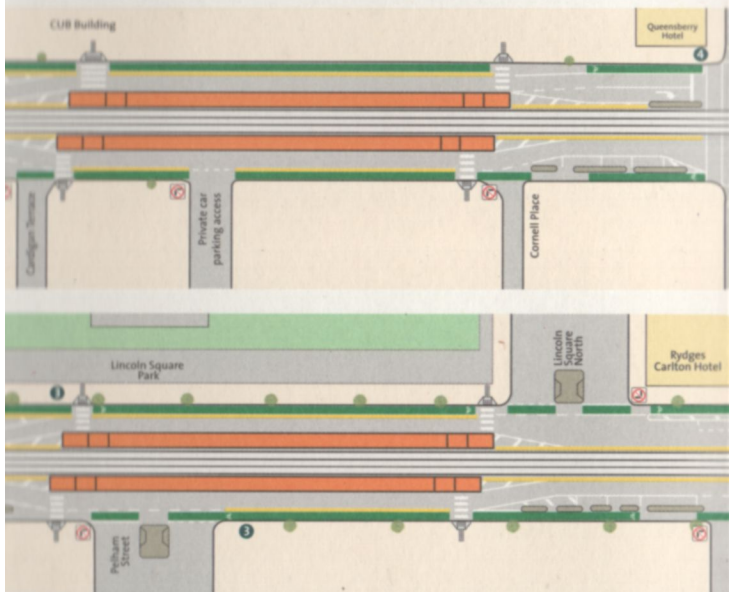 CUB Building
Queensberry
Hotel
4
Cardigan Terrace
Private car
parking access
Cornell Place
Lincoln Square
Park
Lincoln
Square
North
Rydges
Carlton Hotel
3
Pelham
Street